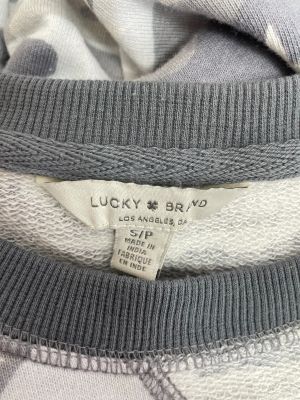 LUCKY BRAND
LOS ANGELES, CA
S/P
MADE IN
INDIA
FABRIQUE
EN INDE